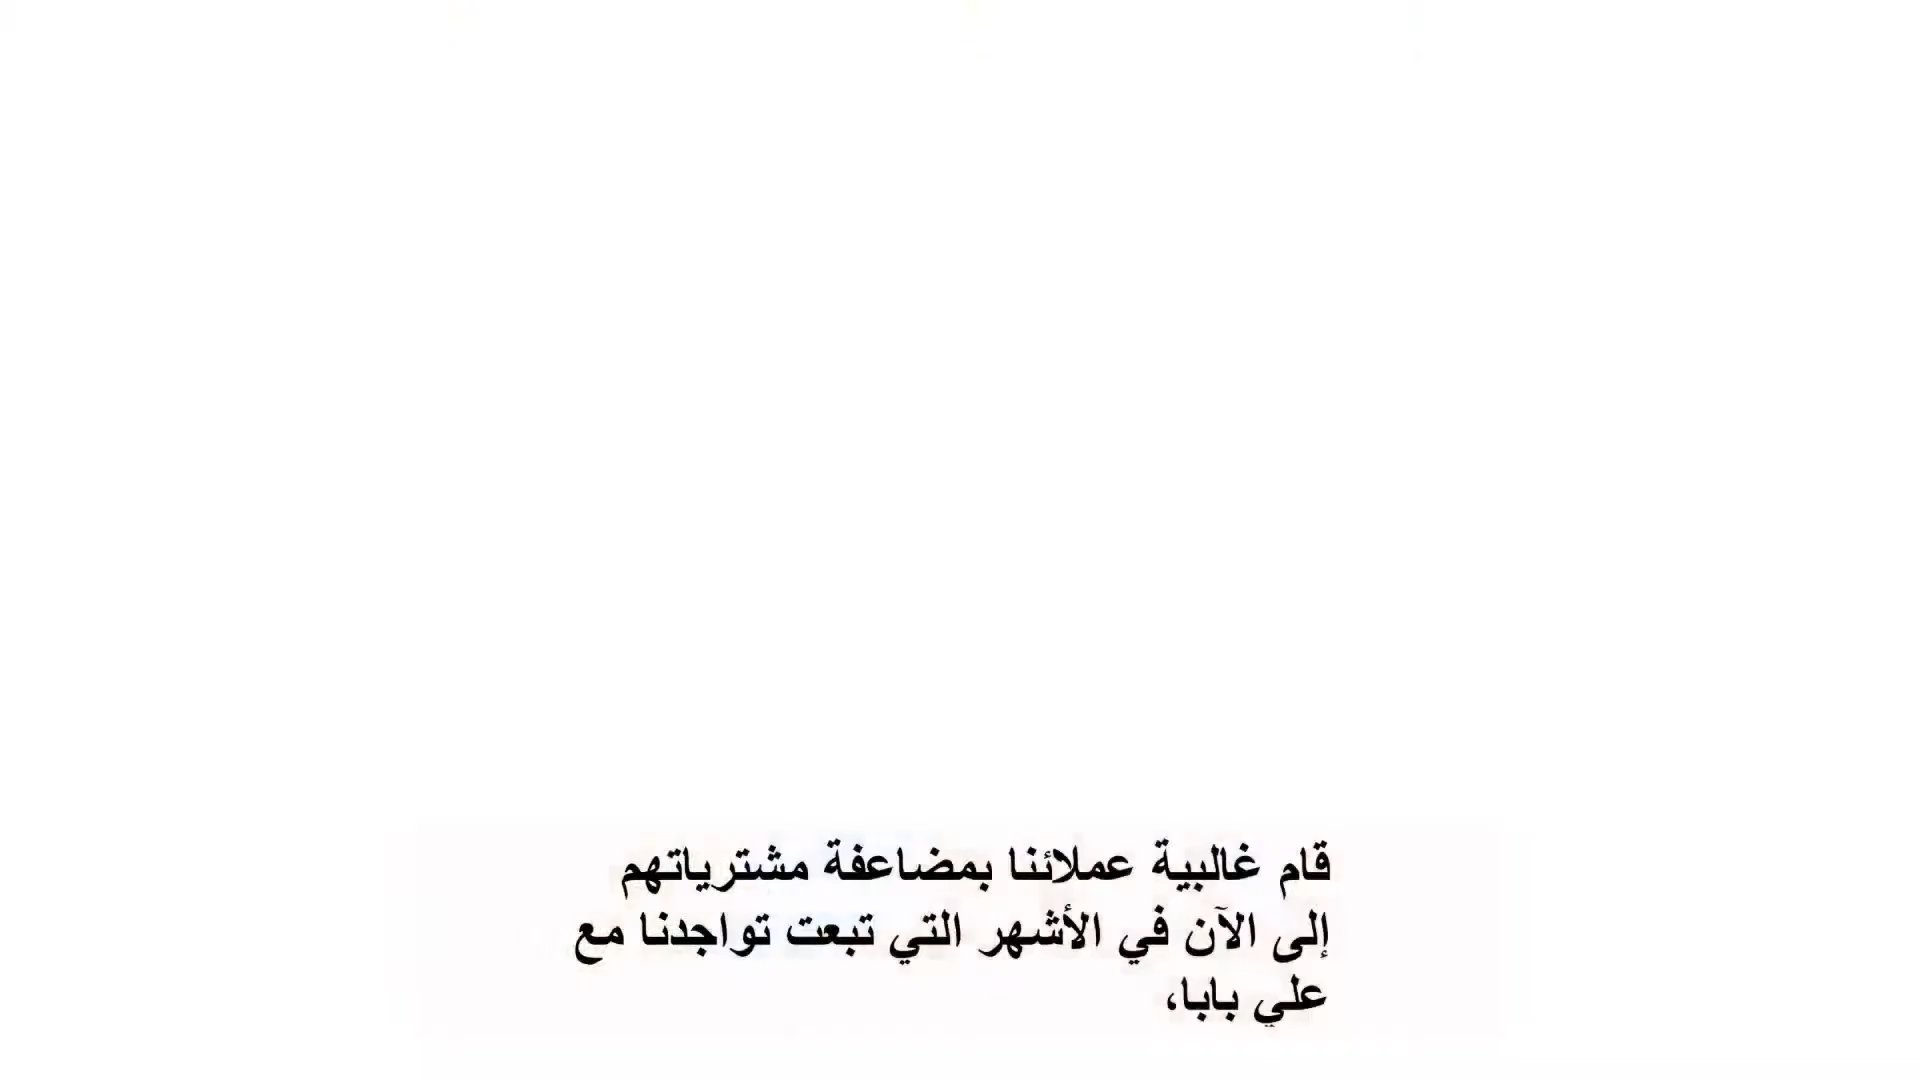 قام غالبية عملائنا بمضاعفة مشترياتهم
إلى الآن في الأشهر التي تبعت تواجدنا مع
علي بابا،